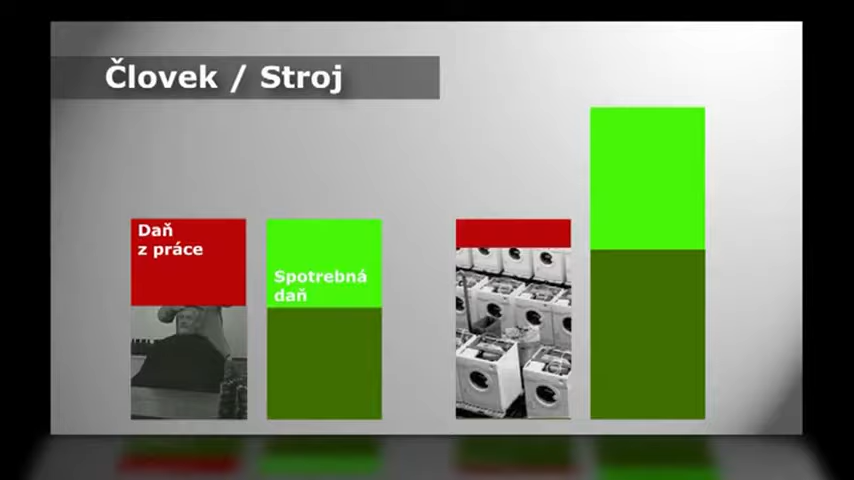 Človek / Stroj
Daň
z práce
Spotrebná
daň